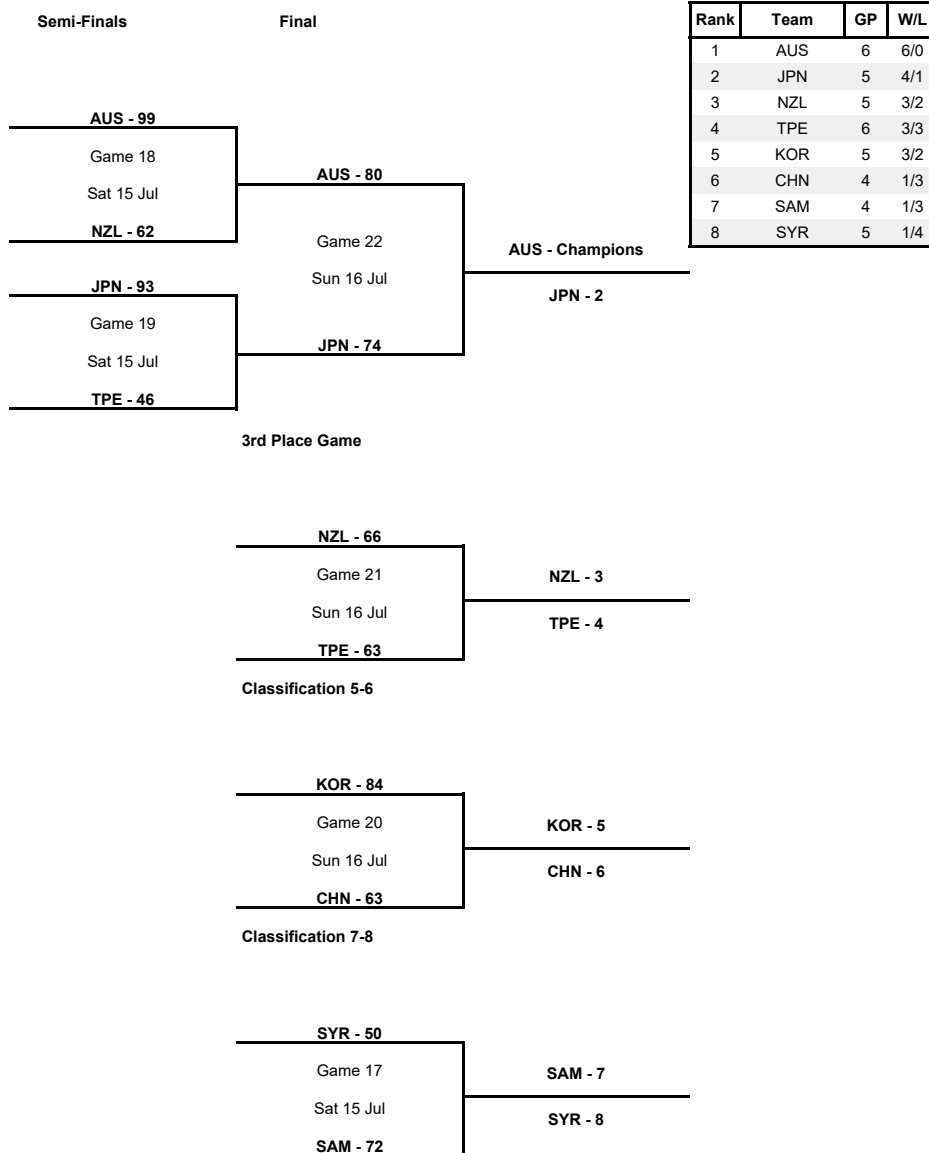 Semi-Finals Final
Rank Team GP W/L
1 AUS 6 6/0
2 JPN 5 4/1
3 NZL 5 3/2
4 TPE 6 3/3
5 KOR 5 3/2
6 CHN 4 1/3
7 SAM 4 1/3
8 SYR 5 1/4
AUS - 99
Game 18
Sat 15 Jul
NZL - 62
JPN - 93
Game 19
Sat 15 Jul
TPE - 46
AUS - 80
Game 22
Sun 16 Jul
JPN - 74
AUS - Champions
JPN - 2
3rd Place Game
NZL - 66
Game 21
Sun 16 Jul
TPE - 63
NZL - 3
TPE - 4
Classification 5-6
KOR - 84
Game 20
Sun 16 Jul
CHN - 63
KOR - 5
CHN - 6
Classification 7-8
SYR - 50
Game 17
Sat 15 Jul
SAM - 72
SAM - 7
SYR - 8